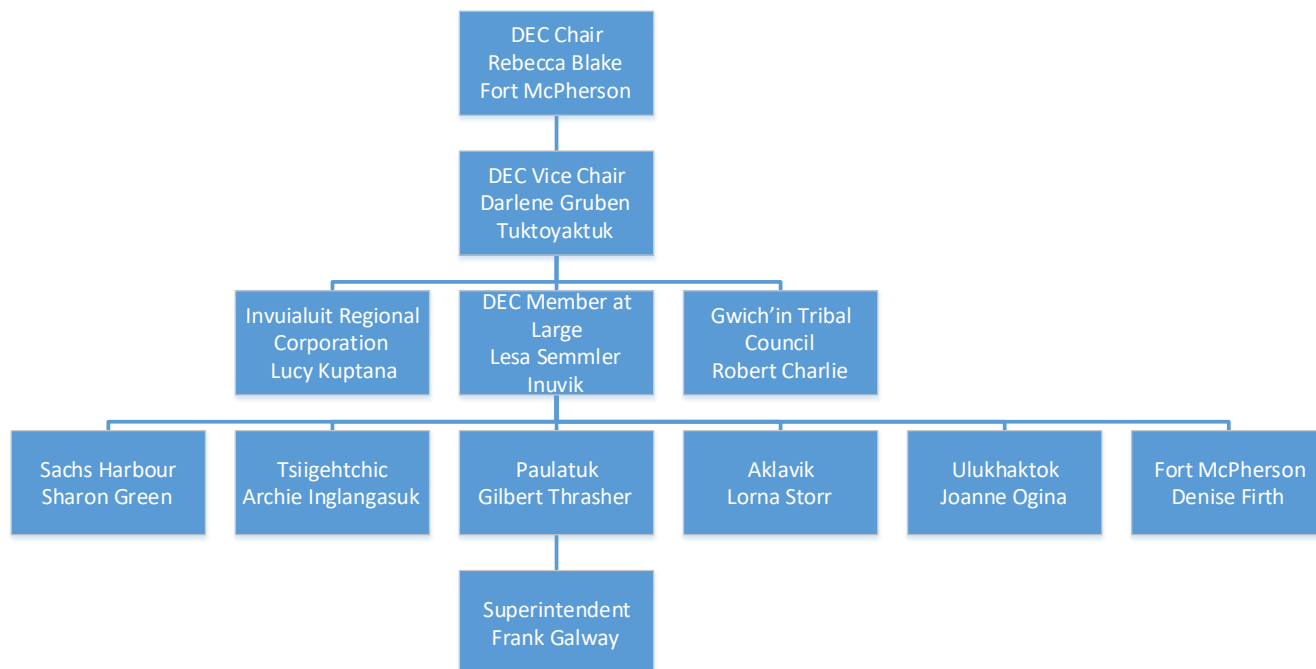 DEC Chair
Rebecca Blake
Fort McPherson
DEC Vice Chair
Darlene Gruben
Tuktoyaktuk
Invuialuit Regional
Corporation
Lucy Kuptana
DEC Member at
Large
Lesa Semmler
Inuvik
Gwich’in Tribal
Council
Robert Charlie
Sachs Harbour
Sharon Green
Tsiigehtchic
Archie Inglangasuk
Paulatuk
Gilbert Thrasher
Aklavik
Lorna Storr
Ulukhaktok
Joanne Ogina
Fort McPherson
Denise Firth
Superintendent
Frank Galway